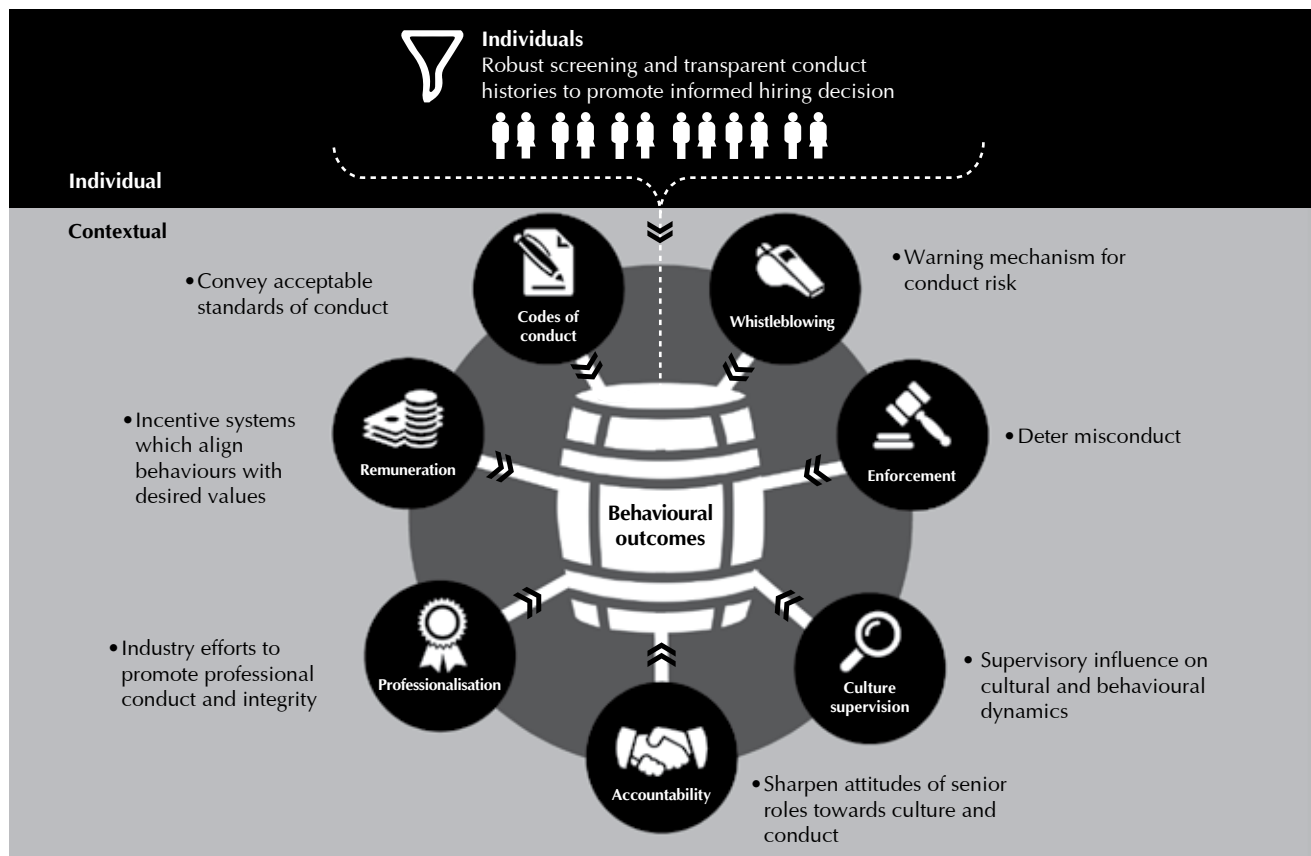 Individuals
Robust screening and transparent conduct
histories to promote informed hiring decision
Individual
Contextual
•Convey acceptable
standards of conduct
Codes of
conduct
Whistleblowing
•Warning mechanism for
conduct risk
•Incentive systems
which align
behaviours with
desired values
Remuneration
Enforcement
•Deter misconduct
Behavioural
outcomes
•Industry efforts to
promote professional
conduct and integrity
Professionalisation
Culture
supervision
• Supervisory influence on
cultural and behavioural
dynamics
Accountability
•Sharpen attitudes of senior
roles towards culture and
conduct